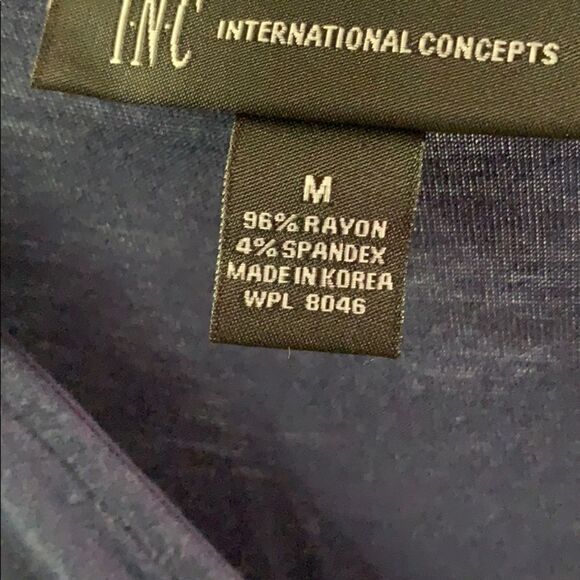 I·N·C INTERNATIONAL CONCEPTS
M
96% RAYON
4% SPANDEX
MADE IN KOREA
WPL 8046